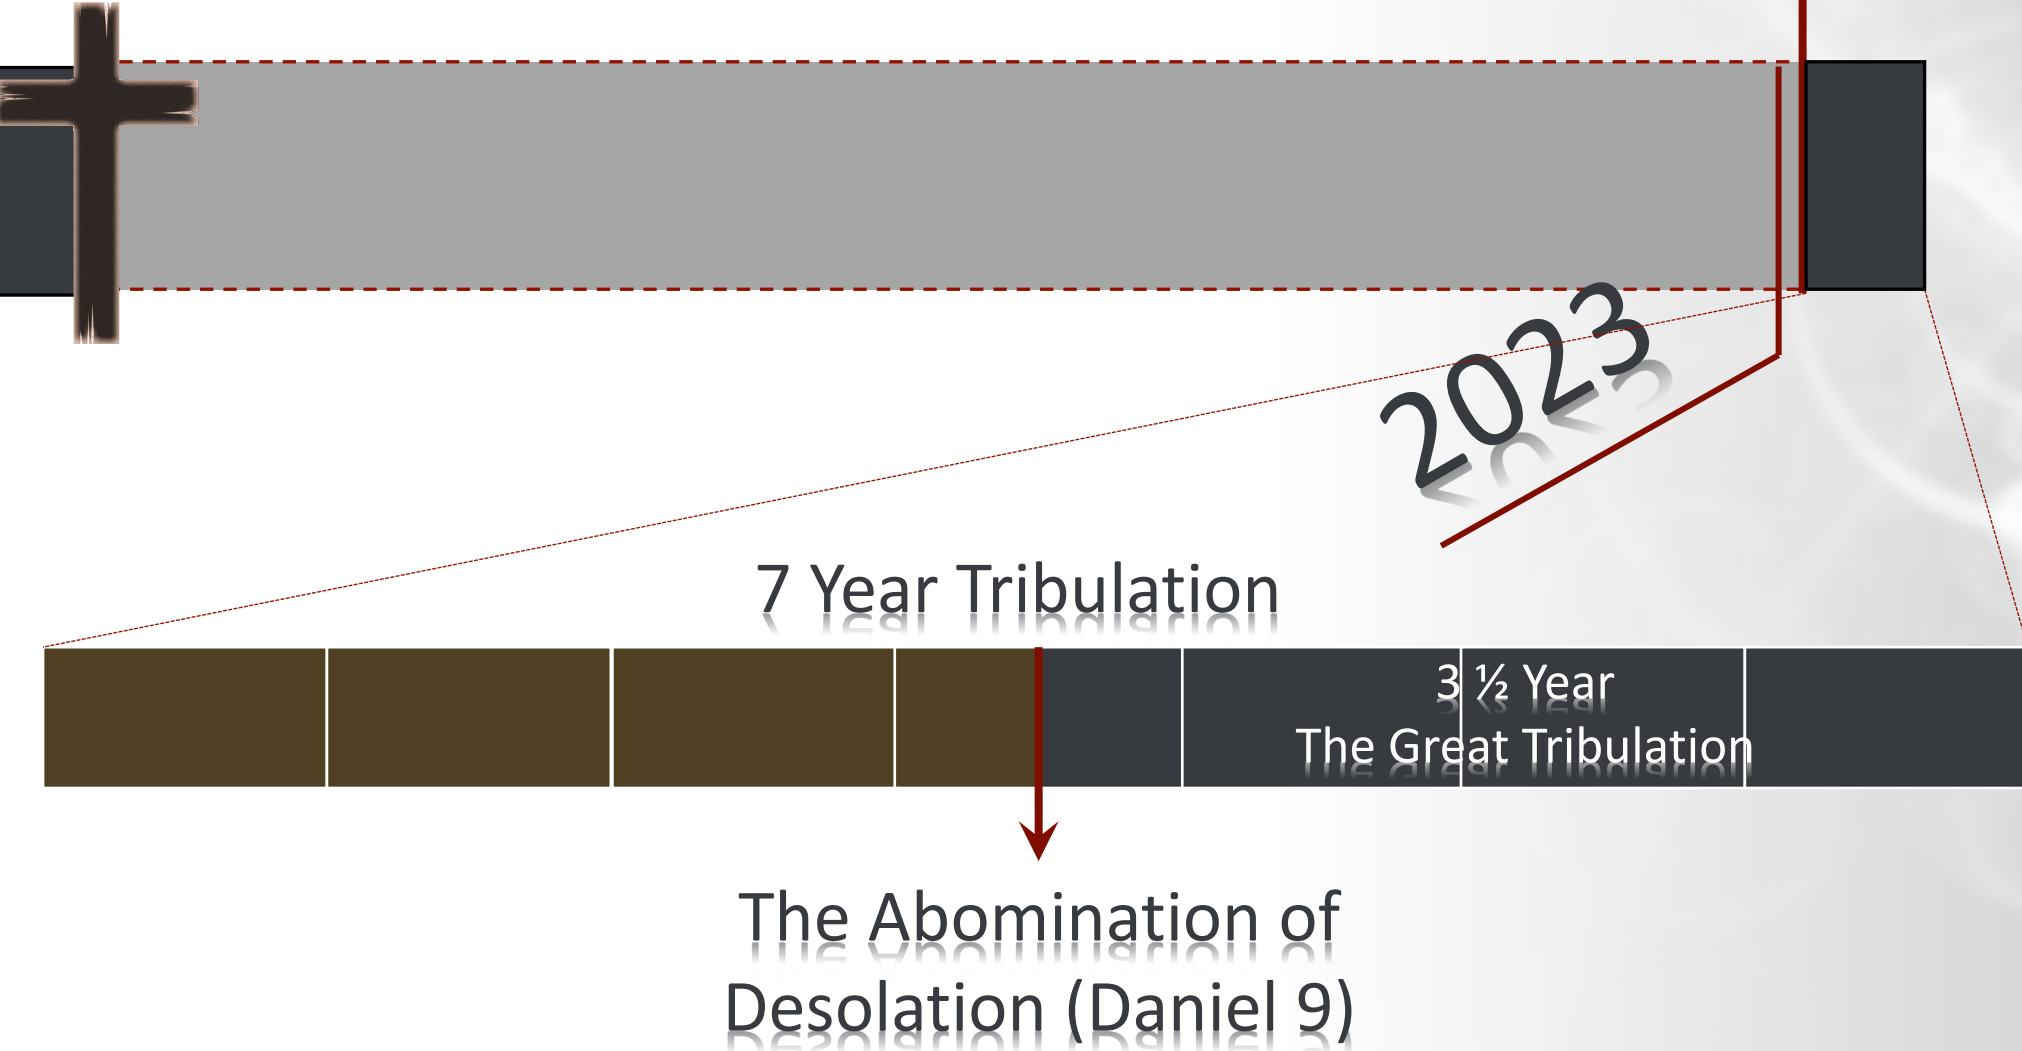 2023
7 Year Tribulation
3 ½ Year
The Great Tribulation
The Abomination of
Desolation (Daniel 9)